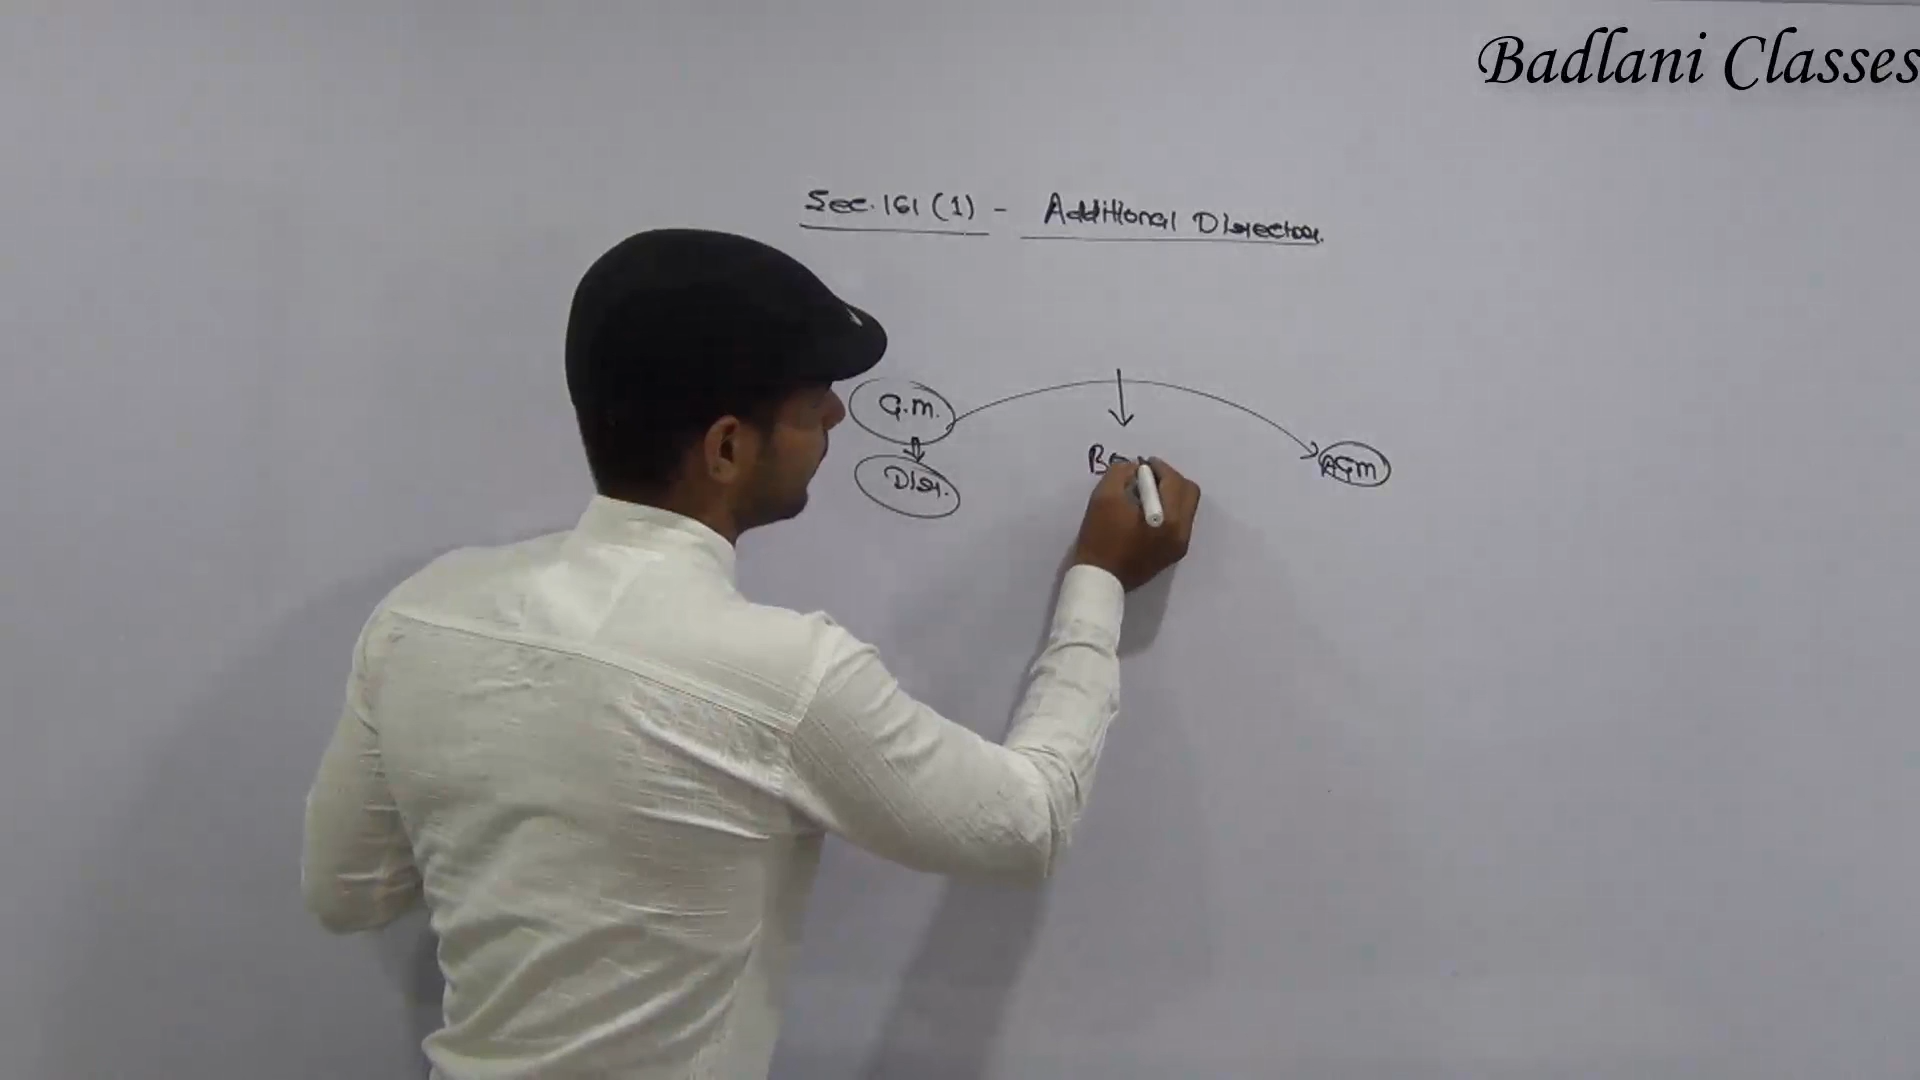 Badlani Classes
Sec. 161 (1) - Additional Director.
G.M.
Dir.
AGM